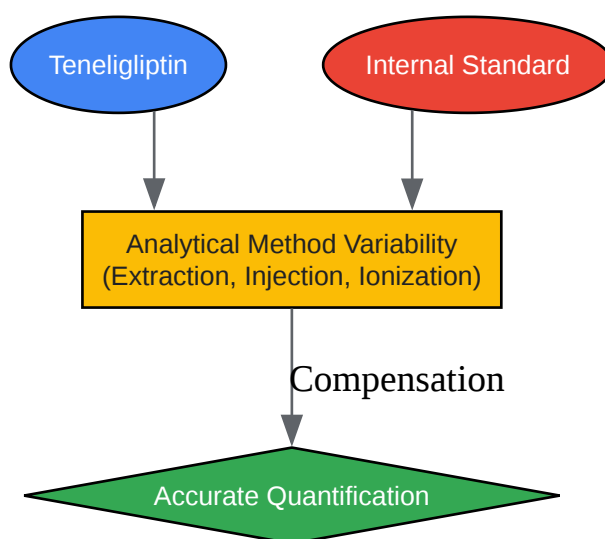 Teneligliptin
Internal Standard
Analytical Method Variability
(Extraction, Injection, Ionization)
Compensation
Accurate Quantification